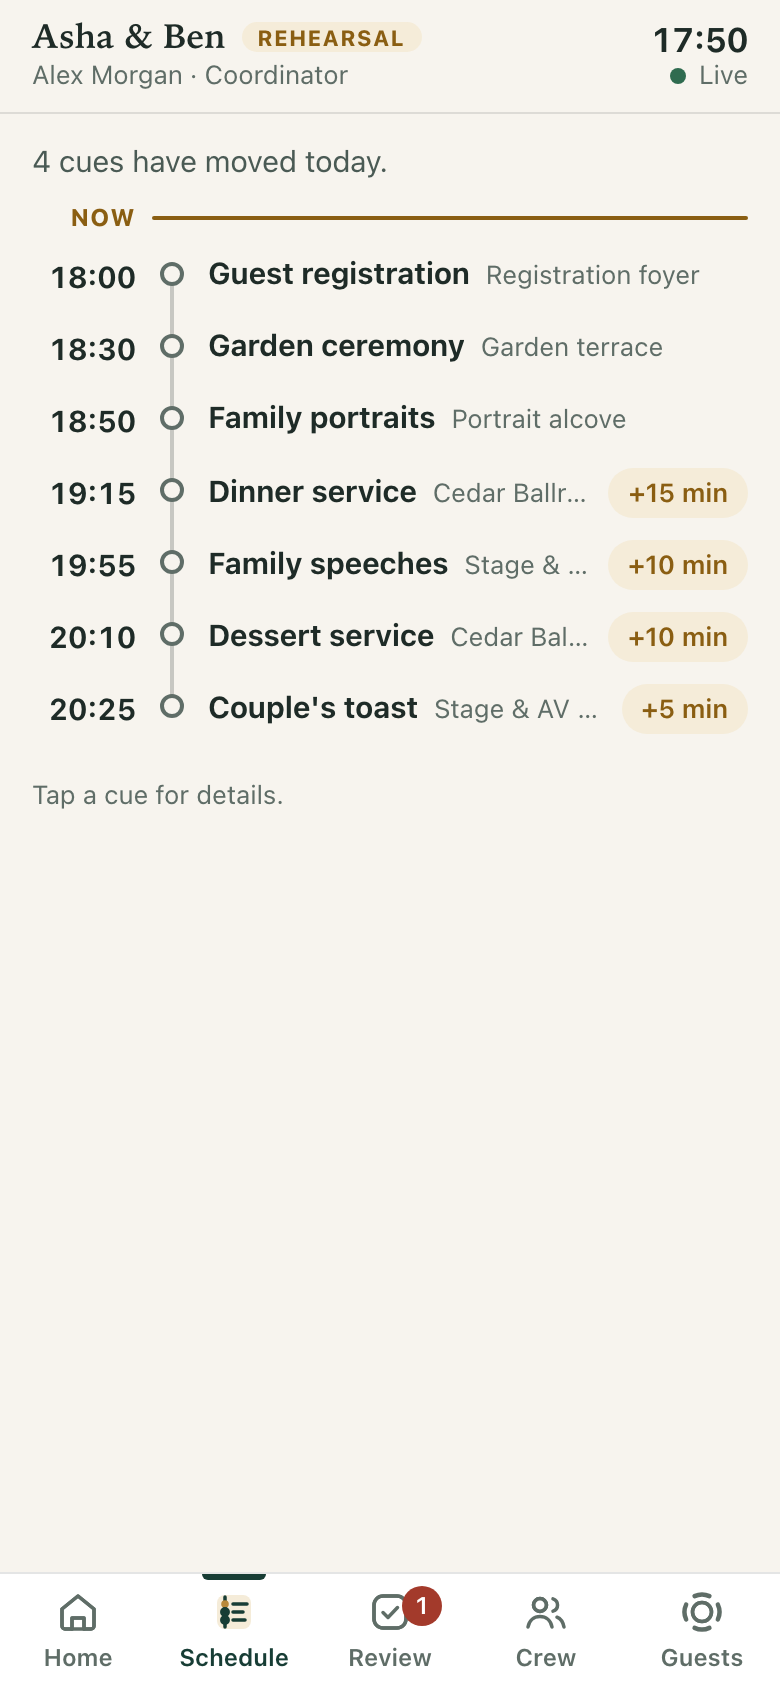 Asha & Ben REHEARSAL 17:50
Alex Morgan · Coordinator Live
4 cues have moved today.
NOW
18:00 Guest registration Registration foyer
18:30 Garden ceremony Garden terrace
18:50 Family portraits Portrait alcove
19:15 Dinner service Cedar Ballr... +15 min
19:55 Family speeches Stage & ... +10 min
20:10 Dessert service Cedar Bal... +10 min
20:25 Couple's toast Stage & AV ... +5 min
Tap a cue for details.
1
Home Schedule Review Crew Guests